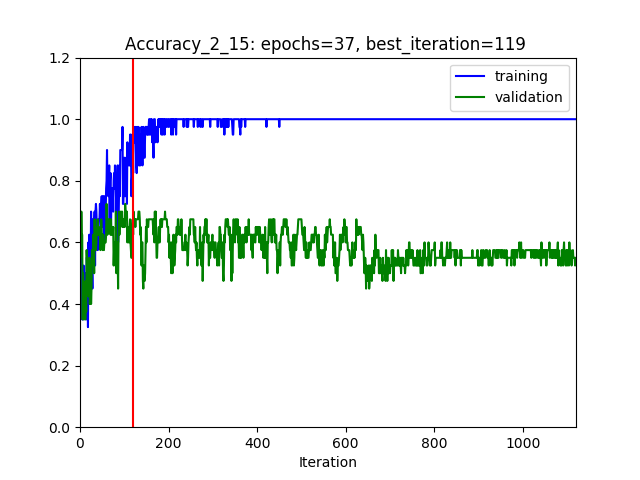 Accuracy_2_15: epochs=37, best_iteration=119
1.2
1.0
0.8
0.6
0.4
0.2
0.0
training
validation
0 200 400 600 800 1000
Iteration